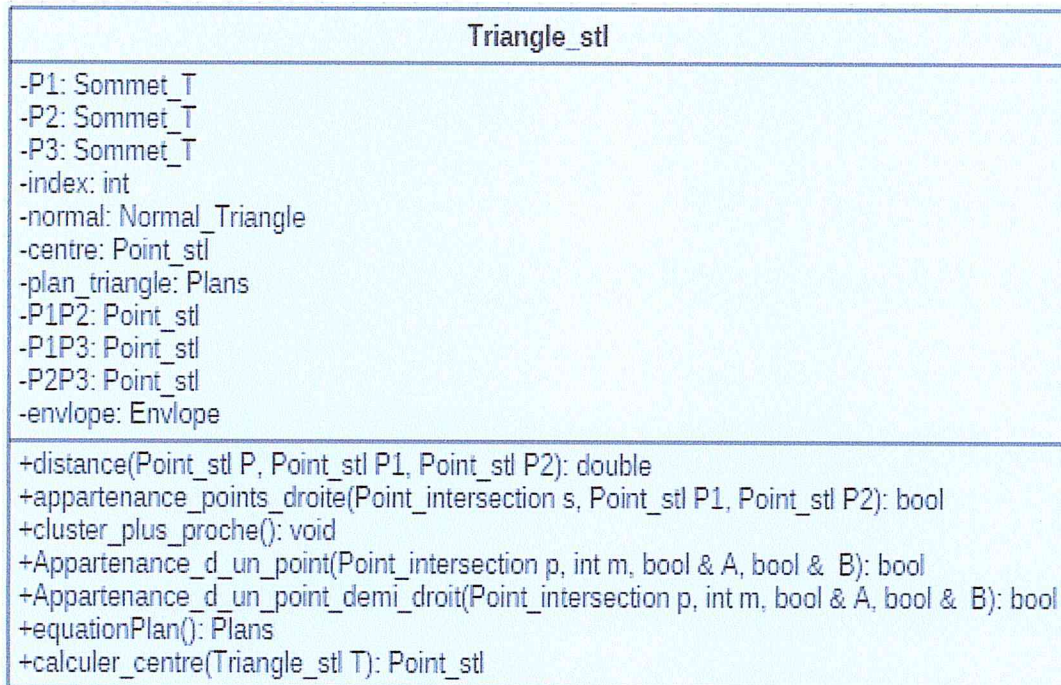 Triangle_stl
-P1: Sommet_T
-P2: Sommet_T
-P3: Sommet_T
-index: int
-normal: Normal_Triangle
-centre: Point_stl
-plan_triangle: Plans
-P1P2: Point_stl
-P1P3: Point_stl
-P2P3: Point_stl
-envlope: Envlope
+distance(Point_stl P, Point_stl P1, Point_stl P2): double
+appartenance_points_droite(Point_intersection s, Point_stl P1, Point_stl P2): bool
+cluster_plus_proche(): void
+Appartenance_d_un_point(Point_intersection p, int m, bool & A, bool & B): bool
+Appartenance_d_un_point_demi_droit(Point_intersection p, int m, bool & A, bool & B): bool
+equationPlan(): Plans
+calculer_centre(Triangle_stl T): Point_stl